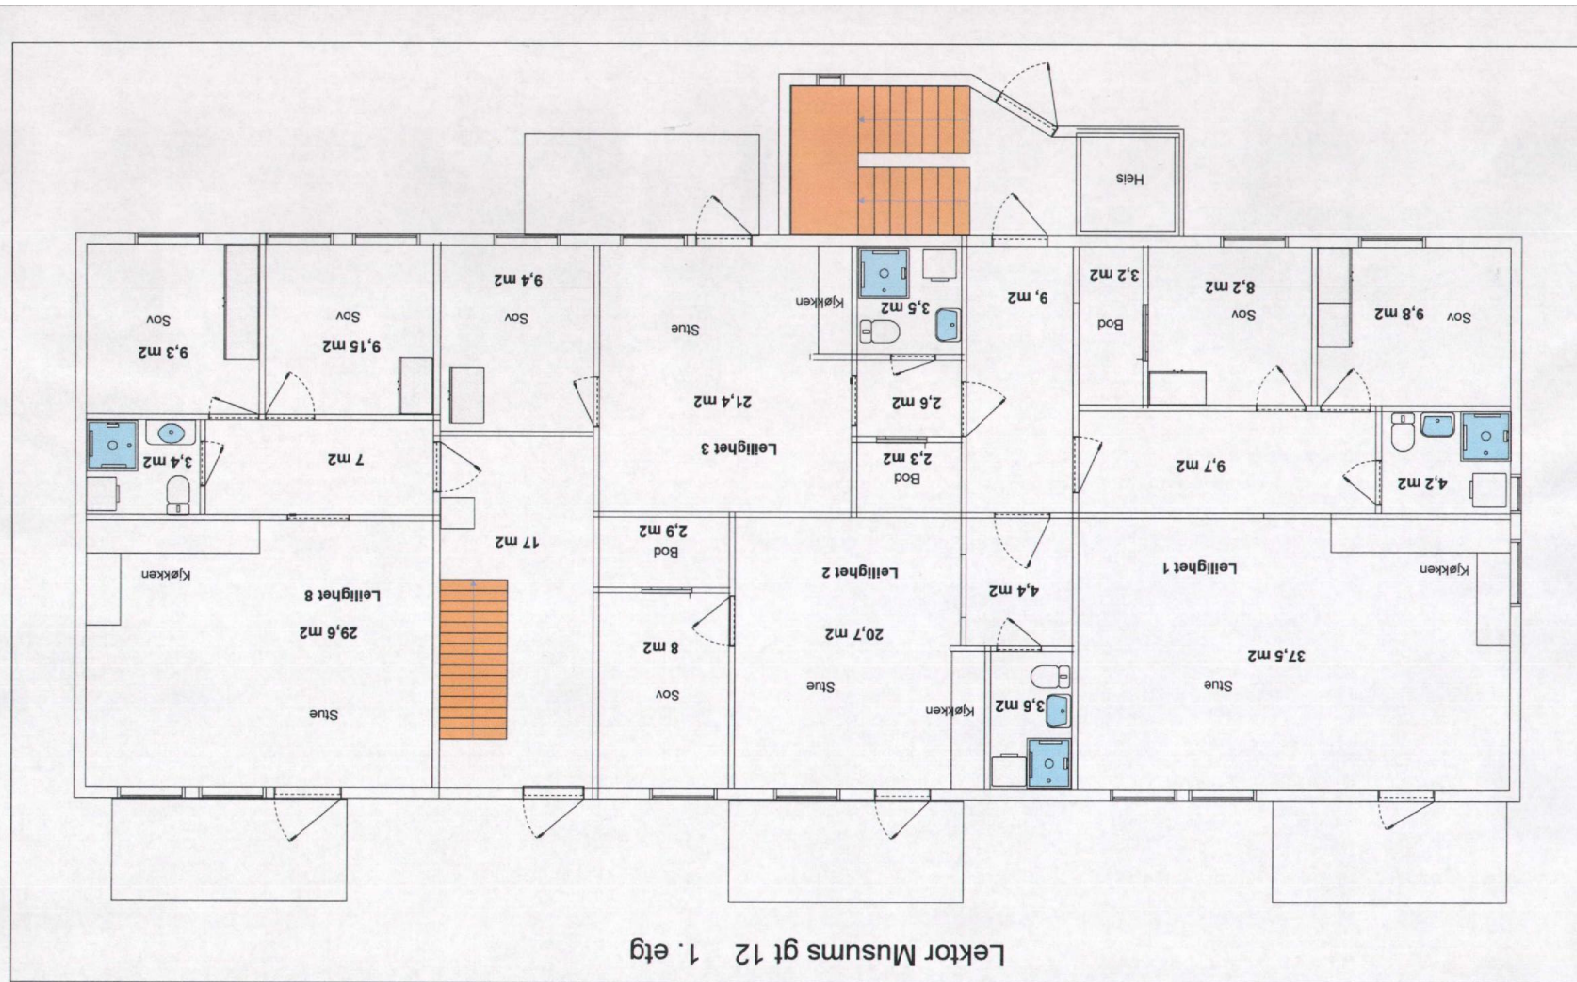 Lektor Musums gt 12 1. etg
Stue
37,5 m2
Kjøkken
Leilighet 1
3,6 m2
Kjøkken
Stue
20,7 m2
Leilighet 2
4,4 m2
Sov
8 m2
Bod
2,9 m2
Stue
29,6 m2
Leilighet 8
Kjøkken
17 m2
4,2 m2
9,7 m2
Bod
2,3 m2
Leilighet 3
21,4 m2
2,6 m2
7 m2
3,4 m2
Sov
9,8 m2
Sov
8,2 m2
Bod
3,2 m2
9, m2
3,5 m2
Kjøkken
Stue
Sov
9,4 m2
9,15 m2
Sov
9,3 m2
Sov
Heis